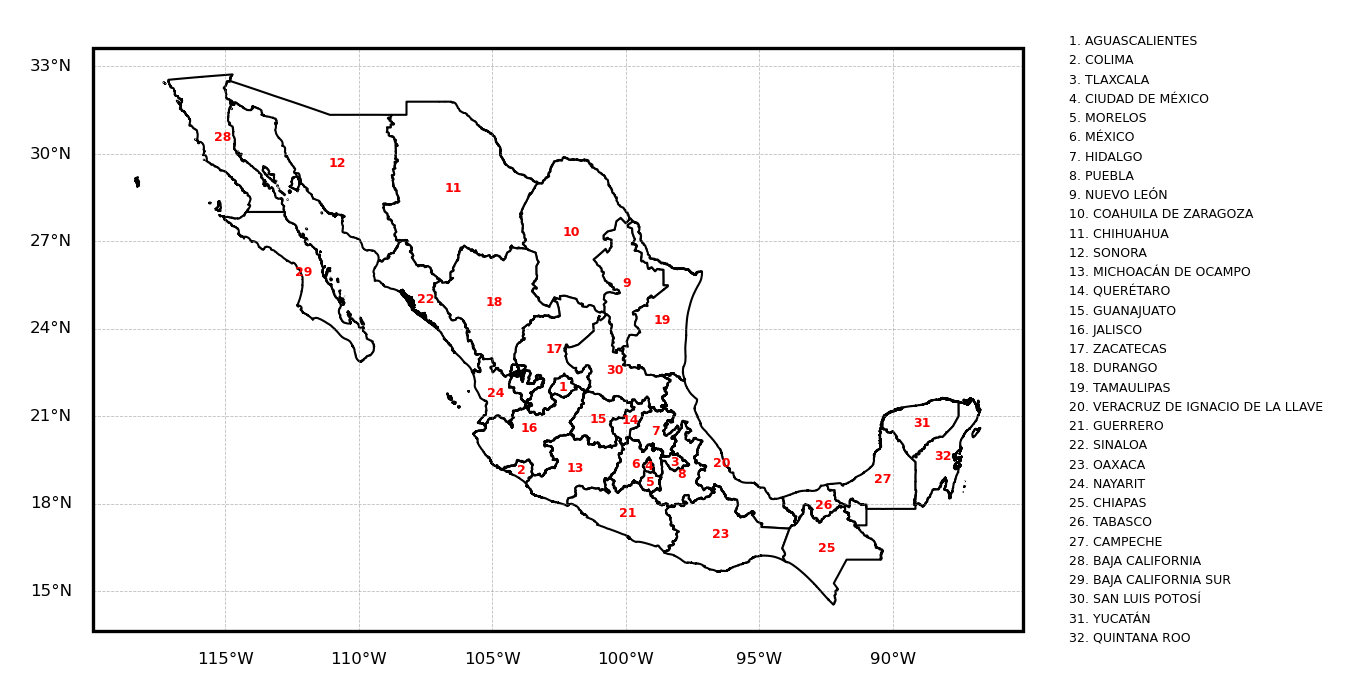 33°N
30°N
27°N
24°N
21°N
18°N
15°N
115°W 110°W 105°W 100°W 95°W 90°W
28
12
11
10
29
9
22
18
19
17
30
1
24
15
14
16
7
31
32
2
13
6
4
3
20
5
8
27
26
21
23
25
1. AGUASCALIENTES
2. COLIMA
3. TLAXCALA
4. CIUDAD DE MÉXICO
5. MORELOS
6. MÉXICO
7. HIDALGO
8. PUEBLA
9. NUEVO LEÓN
10. COAHUILA DE ZARAGOZA
11. CHIHUAHUA
12. SONORA
13. MICHOACÁN DE OCAMPO
14. QUERÉTARO
15. GUANAJUATO
16. JALISCO
17. ZACATECAS
18. DURANGO
19. TAMAULIPAS
20. VERACRUZ DE IGNACIO DE LA LLAVE
21. GUERRERO
22. SINALOA
23. OAXACA
24. NAYARIT
25. CHIAPAS
26. TABASCO
27. CAMPECHE
28. BAJA CALIFORNIA
29. BAJA CALIFORNIA SUR
30. SAN LUIS POTOSÍ
31. YUCATÁN
32. QUINTANA ROO